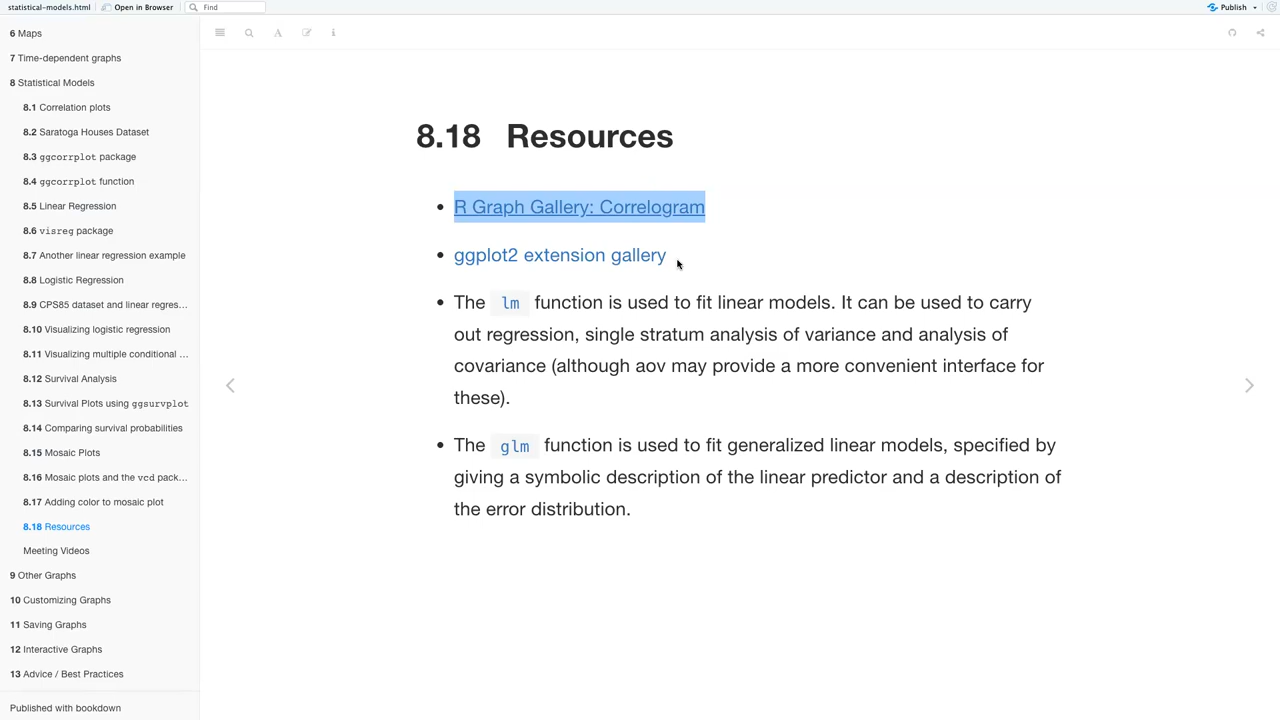 statistical-models.html Open in Browser Find Publish
6 Maps
7 Time-dependent graphs
8 Statistical Models
8.1 Correlation plots
8.2 Saratoga Houses Dataset
8.3 ggcorrplot package
8.4 ggcorrplot function
8.5 Linear Regression
8.6 visreg package
8.7 Another linear regression example
8.8 Logistic Regression
8.9 CPS85 dataset and linear regres...
8.10 Visualizing logistic regression
8.11 Visualizing multiple conditional ...
8.12 Survival Analysis
8.13 Survival Plots using ggsurvplot
8.14 Comparing survival probabilities
8.15 Mosaic Plots
8.16 Mosaic plots and the vcd pack...
8.17 Adding color to mosaic plot
8.18 Resources
Meeting Videos
9 Other Graphs
10 Customizing Graphs
11 Saving Graphs
12 Interactive Graphs
13 Advice / Best Practices
Published with bookdown
8.18 Resources
• R Graph Gallery: Correlogram
• ggplot2 extension gallery
• The lm function is used to fit linear models. It can be used to carry
out regression, single stratum analysis of variance and analysis of
covariance (although aov may provide a more convenient interface for
these).
• The glm function is used to fit generalized linear models, specified by
giving a symbolic description of the linear predictor and a description of
the error distribution.